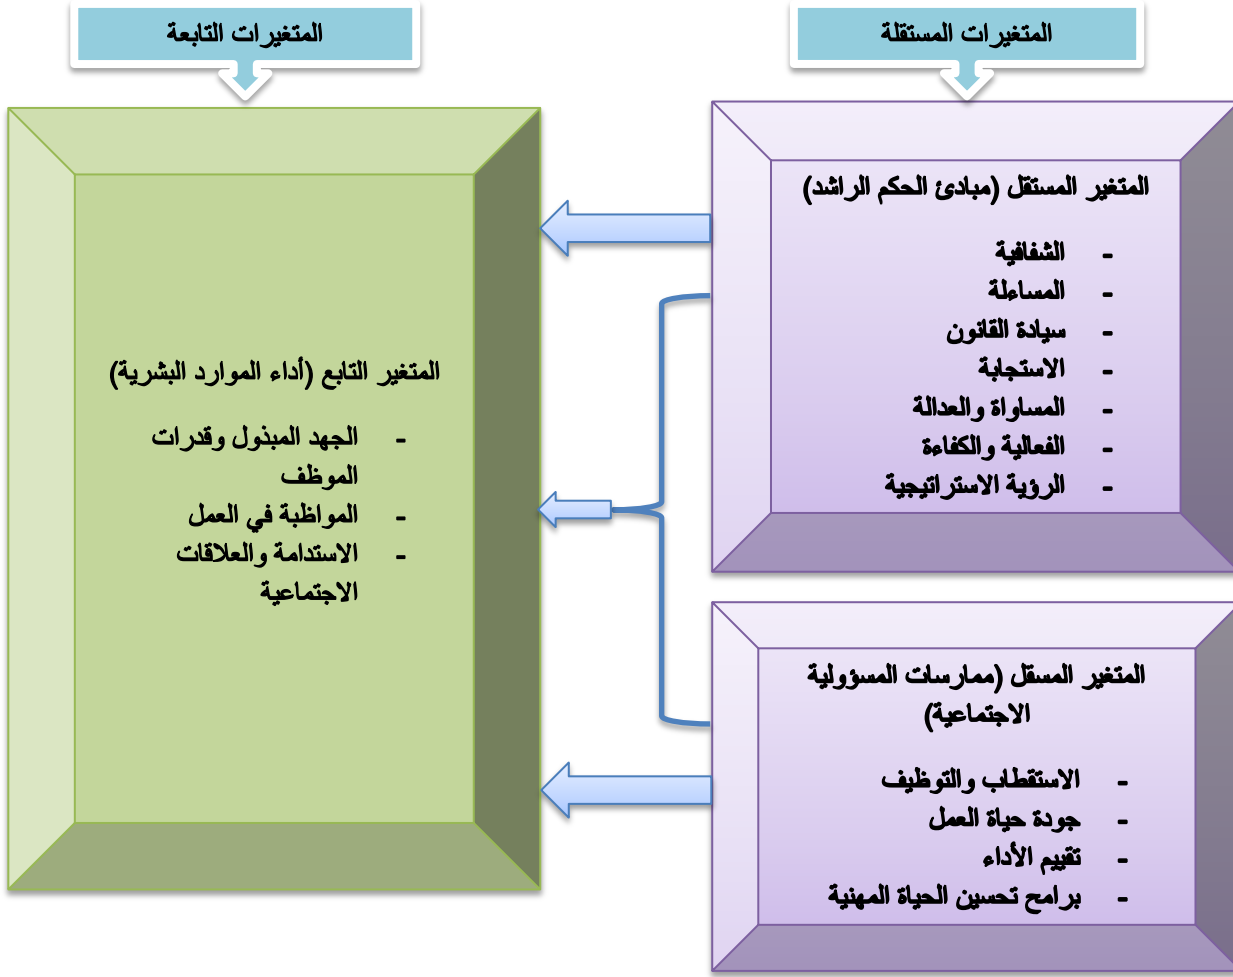 المتغيرات المستقلة
المتغيرات التابعة
المتغير المستقل (مبادئ الحكم الراشد)
- الشفافية
- المساءلة
- سيادة القانون
- الاستجابة
- المساواة والعدالة
- الفعالية والكفاءة
- الرؤية الاستراتيجية
المتغير المسقل (ممارسات المسؤولية
الاجتماعية)
- الاستقطاب والتوظيف
- جودة حياة العمل
- تقييم الأداء
- برامح تحسين الحياة المهنية
المتغير التابع (أداء الموارد البشرية)
- الجهد المبذول وقدرات
الموظف
- المواظبة في العمل
- الاستدامة والعلاقات
الاجتماعية